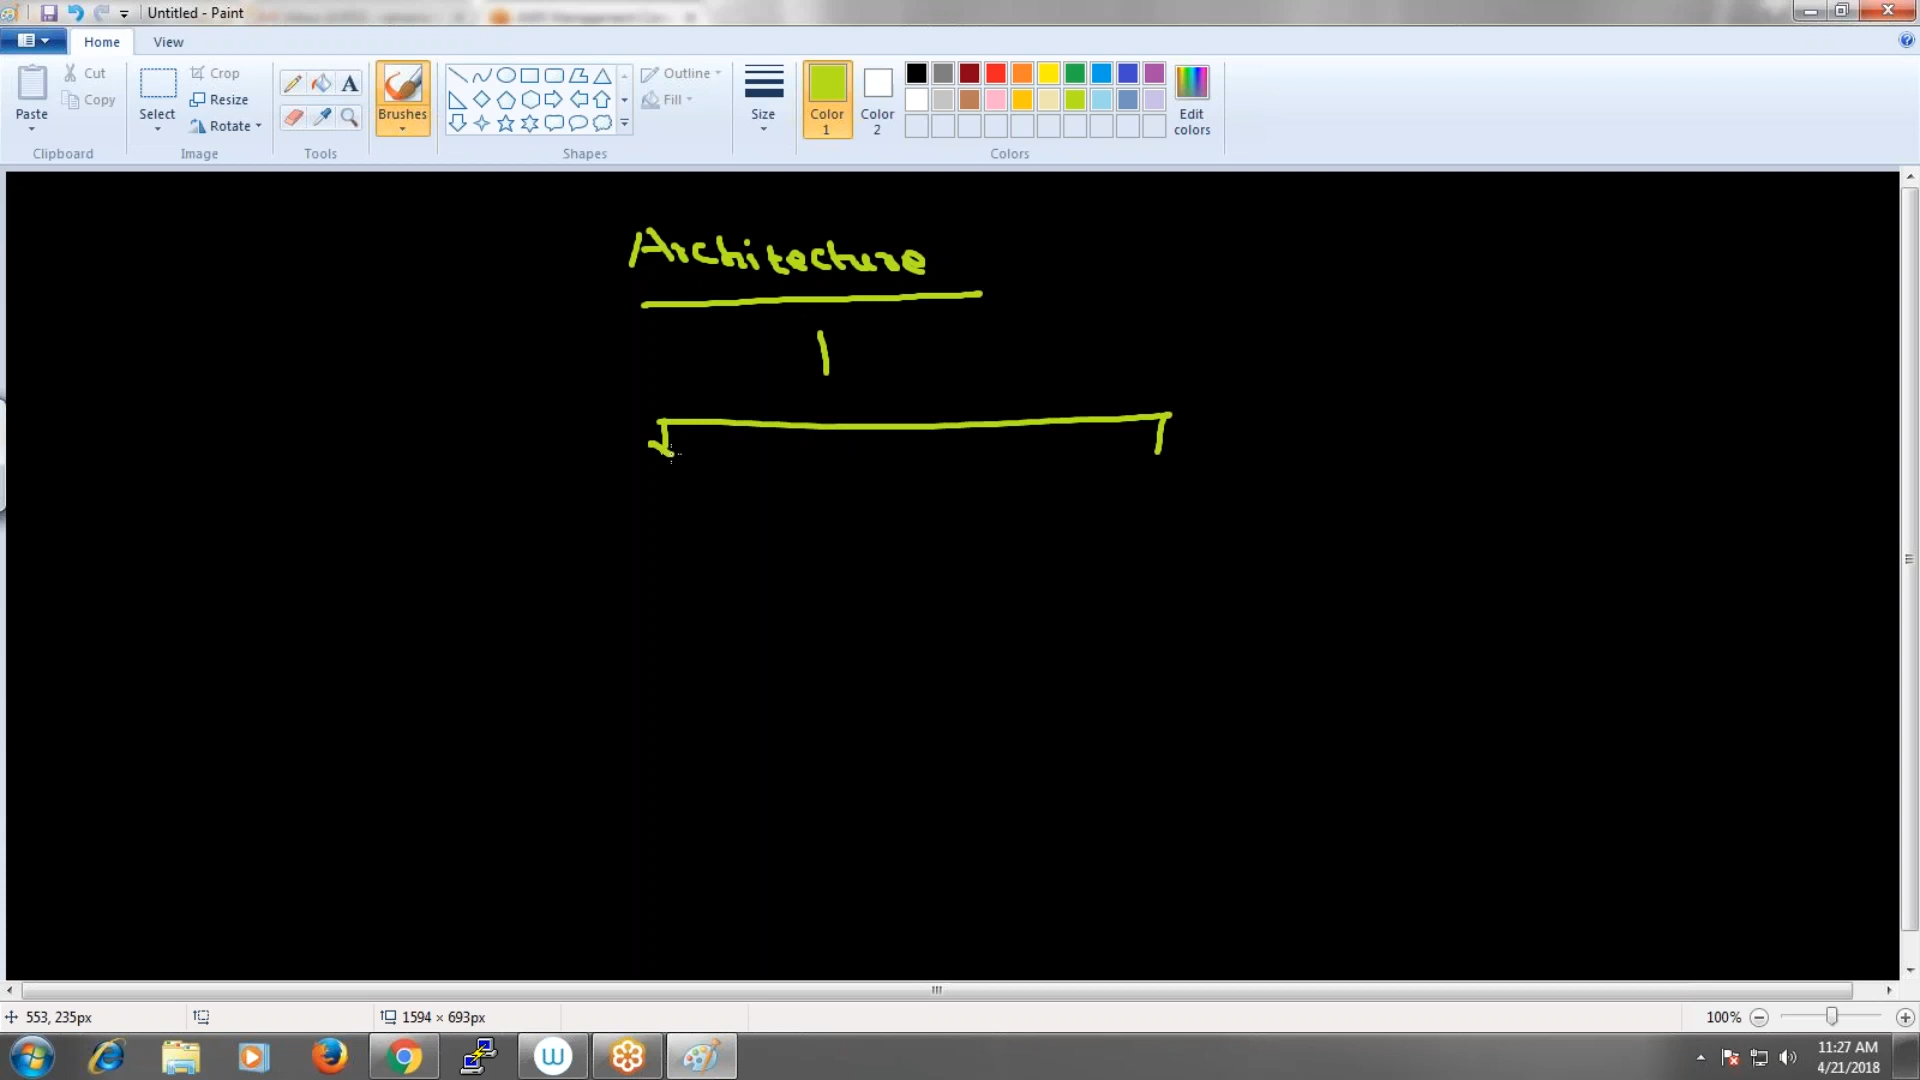 Untitled - Paint
Home View
Paste
Cut
Copy
Clipboard
Select
Crop
Resize
Rotate
Image
Tools
Brushes
Shapes
Outline
Fill
Size
Color 1
Color 2
Edit colors
Colors
Architecture
553, 235px
1594 × 693px
100%
11:27 AM
4/21/2018